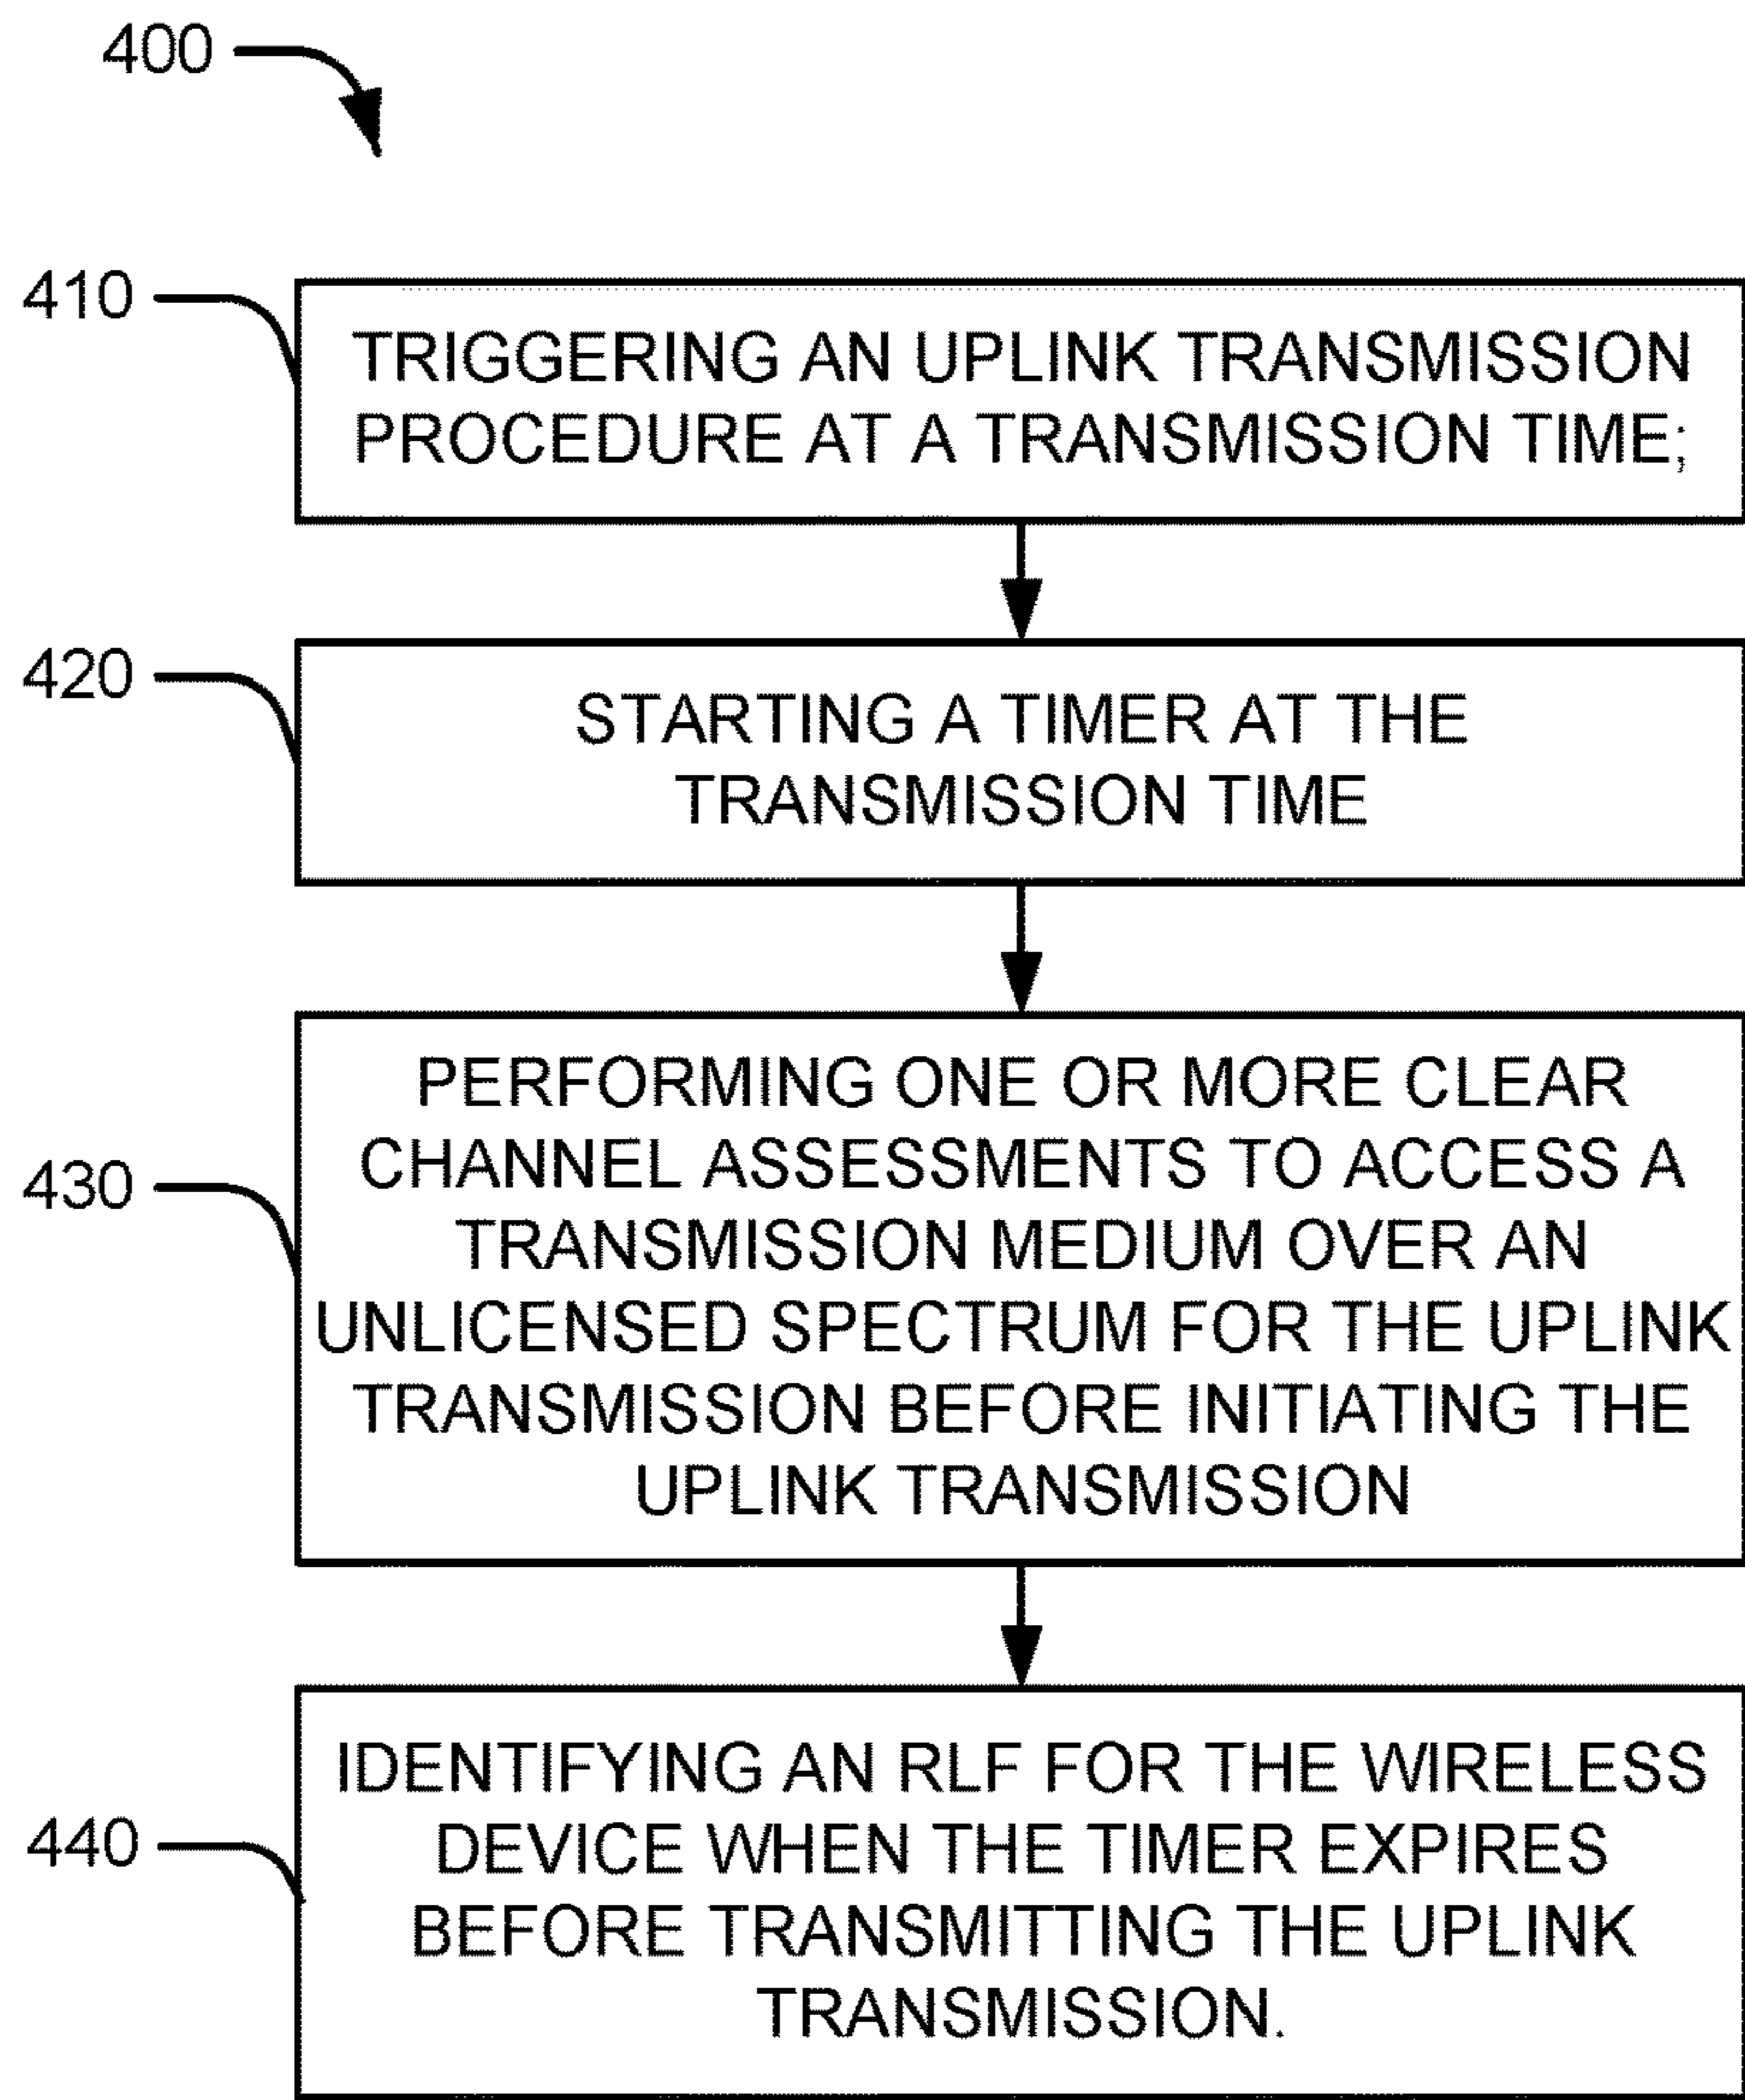 400
410
TRIGGERING AN UPLINK TRANSMISSION
PROCEDURE AT A TRANSMISSION TIME;
420
STARTING A TIMER AT THE
TRANSMISSION TIME
430
PERFORMING ONE OR MORE CLEAR
CHANNEL ASSESSMENTS TO ACCESS A
TRANSMISSION MEDIUM OVER AN
UNLICENSED SPECTRUM FOR THE UPLINK
TRANSMISSION BEFORE INITIATING THE
UPLINK TRANSMISSION
440
IDENTIFYING AN RLF FOR THE WIRELESS
DEVICE WHEN THE TIMER EXPIRES
BEFORE TRANSMITTING THE UPLINK
TRANSMISSION.